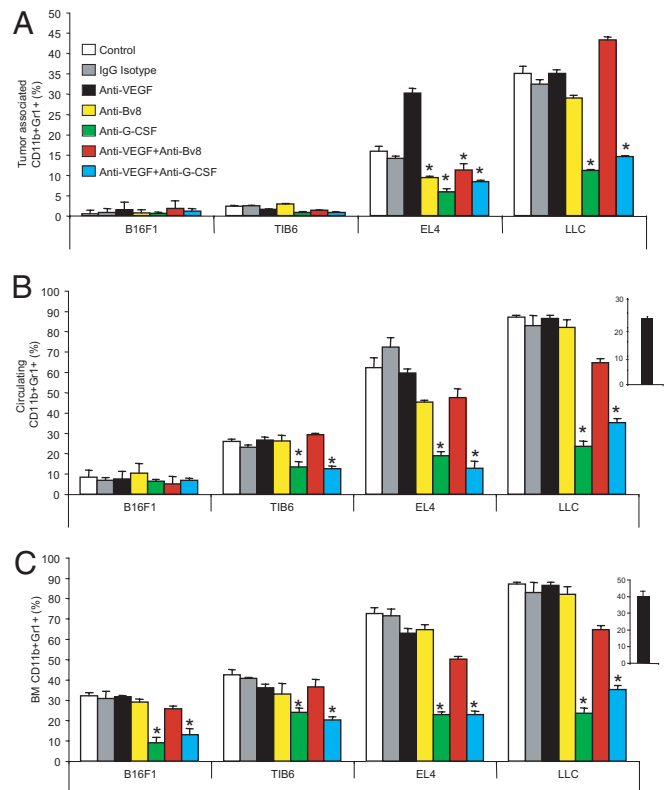 A
Tumor associated
CD11b+Gr1+ (%)
45
40
35
30
25
20
15
10
5
0
Control
IgG Isotype
Anti-VEGF
Anti-Bv8
Anti-G-CSF
Anti-VEGF+Anti-Bv8
Anti-VEGF+Anti-G-CSF
* * * *
* *
B16F1 TIB6 EL4 LLC
B
Circulating
CD11b+Gr1+ (%)
100
90
80
70
60
50
40
30
20
10
0
30
20
10
0
* *
* *
* *
B16F1 TIB6 EL4 LLC
C
BM CD11b+Gr1+ (%)
100
90
80
70
60
50
40
30
20
10
0
50
40
30
20
10
0
* *
* *
* *
* *
B16F1 TIB6 EL4 LLC